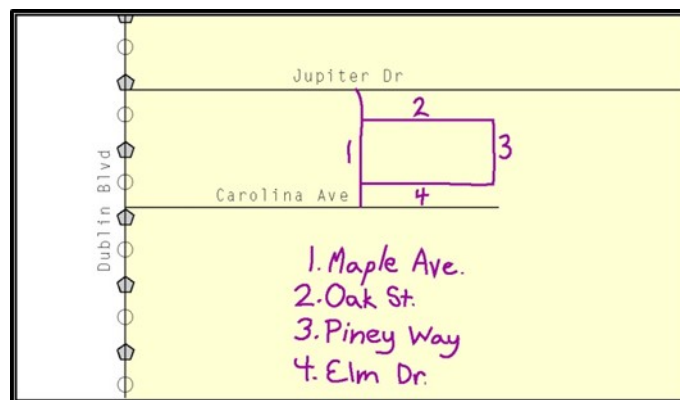 Jupiter Dr
2
1
3
Dublin Blvd
Carolina Ave
4
1. Maple Ave.
2. Oak St.
3. Piney Way
4. Elm Dr.